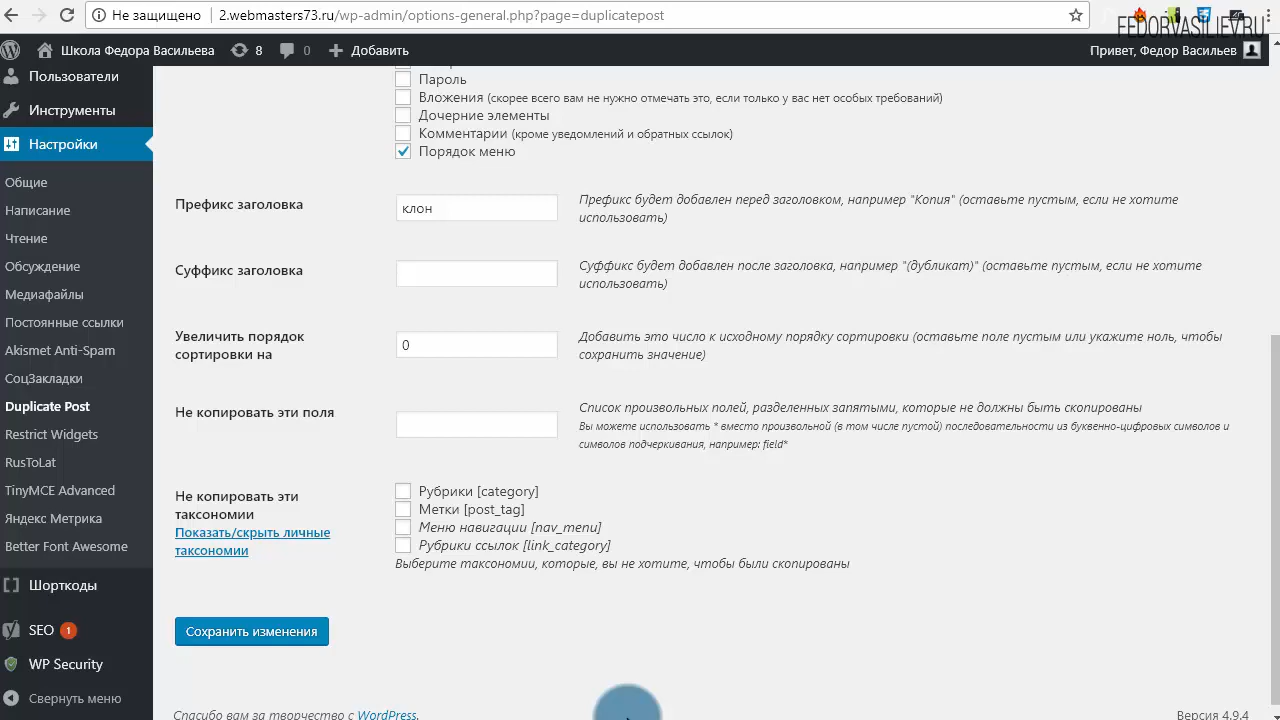 Не защищено
2.webmasters73.ru/wp-admin/options-general.php?page=duplicatepost
FEDORVASILIEV.RU
Школа Федора Васильева
8
0
Добавить
Привет, Федор Васильев
Пользователи
Инструменты
Настройки
Общие
Написание
Чтение
Обсуждение
Медиафайлы
Постоянные ссылки
Akismet Anti-Spam
СоцЗакладки
Duplicate Post
Restrict Widgets
RusToLat
TinyMCE Advanced
Яндекс Метрика
Better Font Awesome
Шорткоды
SEO 1
WP Security
Свернуть меню
Пароль
Вложения (скорее всего вам не нужно отмечать это, если только у вас нет особых требований)
Дочерние элементы
Комментарии (кроме уведомлений и обратных ссылок)
Порядок меню
Префикс заголовка
клон
Префикс будет добавлен перед заголовком, например "Копия" (оставьте пустым, если не хотите
использовать)
Суффикс заголовка
Суффикс будет добавлен после заголовка, например "(дубликат)" (оставьте пустым, если не хотите
использовать)
Увеличить порядок
сортировки на
0
Добавить это число к исходному порядку сортировки (оставьте поле пустым или укажите ноль, чтобы
сохранить значение)
Не копировать эти поля
Список произвольных полей, разделенных запятыми, которые не должны быть скопированы
Вы можете использовать * вместо произвольной (в том числе пустой) последовательности из буквенно-цифровых символов и
символов подчеркивания, например: field*
Не копировать эти
таксономии
Показать/скрыть личные
таксономии
Рубрики [category]
Метки [post_tag]
Меню навигации [nav_menu]
Рубрики ссылок [link_category]
Выберите таксономии, которые, вы не хотите, чтобы были скопированы
Сохранить изменения
Спасибо вам за творчество с WordPress.
Версия 4.9.4